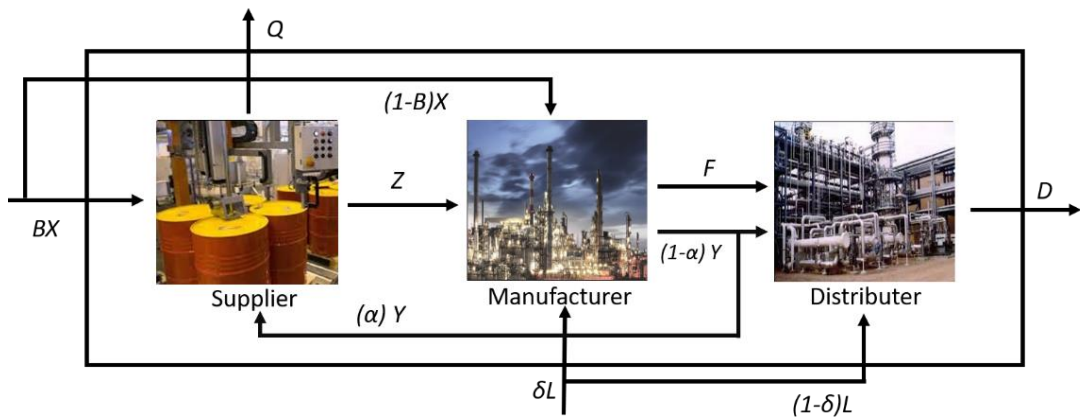 Q
(1-B)X
Z
F
D
BX
(1-α) Y
Supplier
Manufacturer
Distributer
(α) Y
δL
(1-δ)L